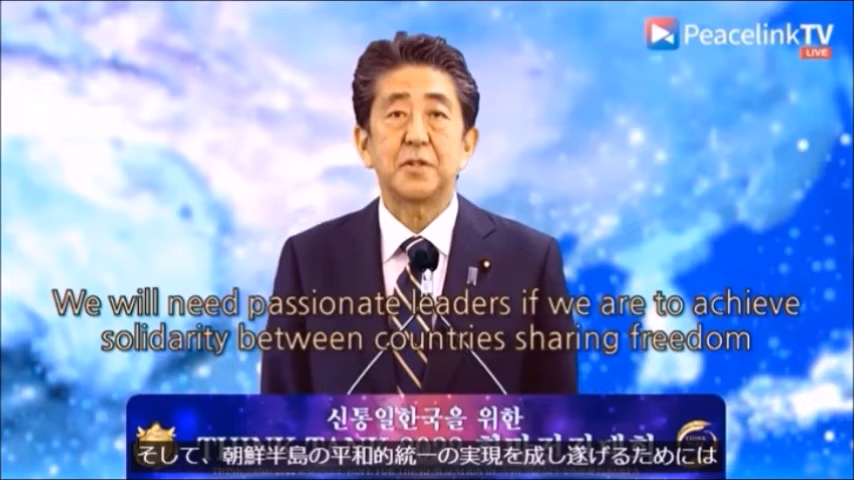 PeacelinkTV
LIVE
We will need passionate leaders if we are to achieve
solidarity between countries sharing freedom
신통일한국을 위한
THINK TANK 2022
そして、朝鮮半島の平和的統一の実現を成し遂げるためには